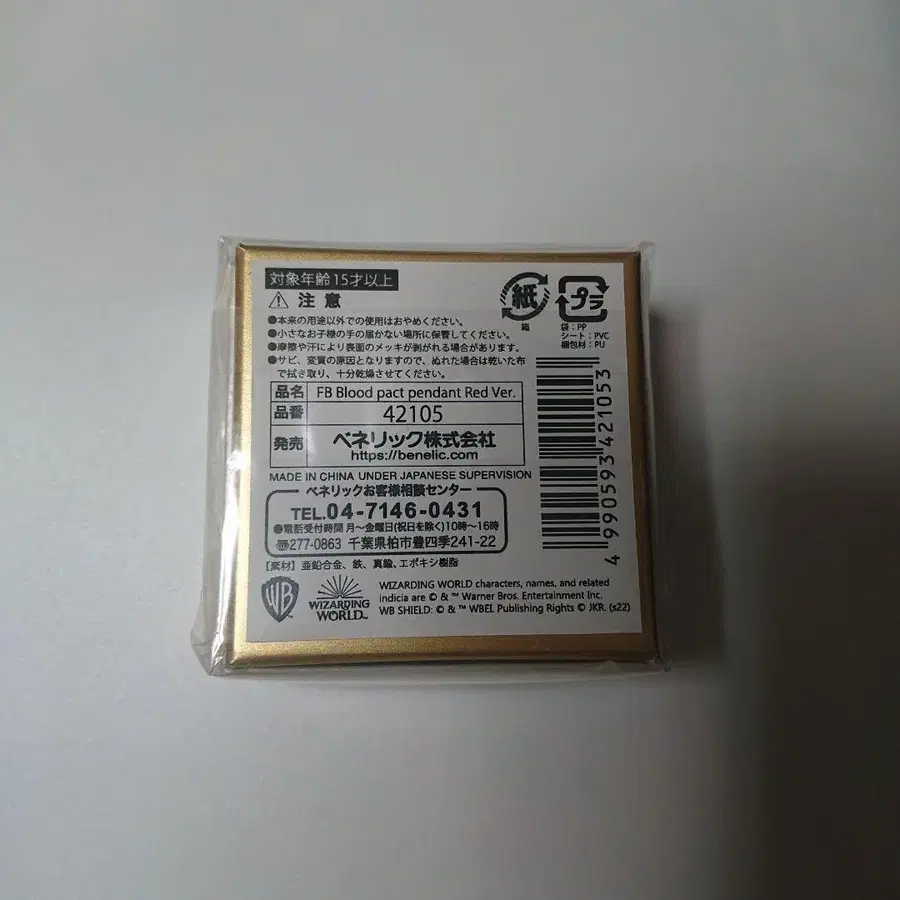 対象年齢 15才以上
⚠ 注意
●本来の用途以外での使用はおやめください。
●小さなお子様の手の届かない場所に保管してください。
●摩擦や汗により表面のメッキが剥がれる場合があります。
●サビ、変質の原因となりますので、ぬれた場合は乾いた布
で拭き取り、十分乾燥させてください。
紙
箱
プラ
袋：PP
シート：PVC
梱包材：PU
品名 FB Blood pact pendant Red Ver.
品番 42105
発売 ベネリック株式会社
https://benelic.com
MADE IN CHINA UNDER JAPANESE SUPERVISION
ベネリックお客様相談センター
TEL.04-7146-0431
●電話受付時間 月～金曜日(祝日を除く)10時～16時
〒277-0863 千葉県柏市豊四季241-22
【素材】亜鉛合金、鉄、真鍮、エポキシ樹脂
4 990593 421053
WB
WIZARDING
WORLD™
WIZARDING WORLD characters, names, and related
indicia are © & ™ Warner Bros. Entertainment Inc.
WB SHIELD: © & ™ WBEI. Publishing Rights © JKR. (s22)